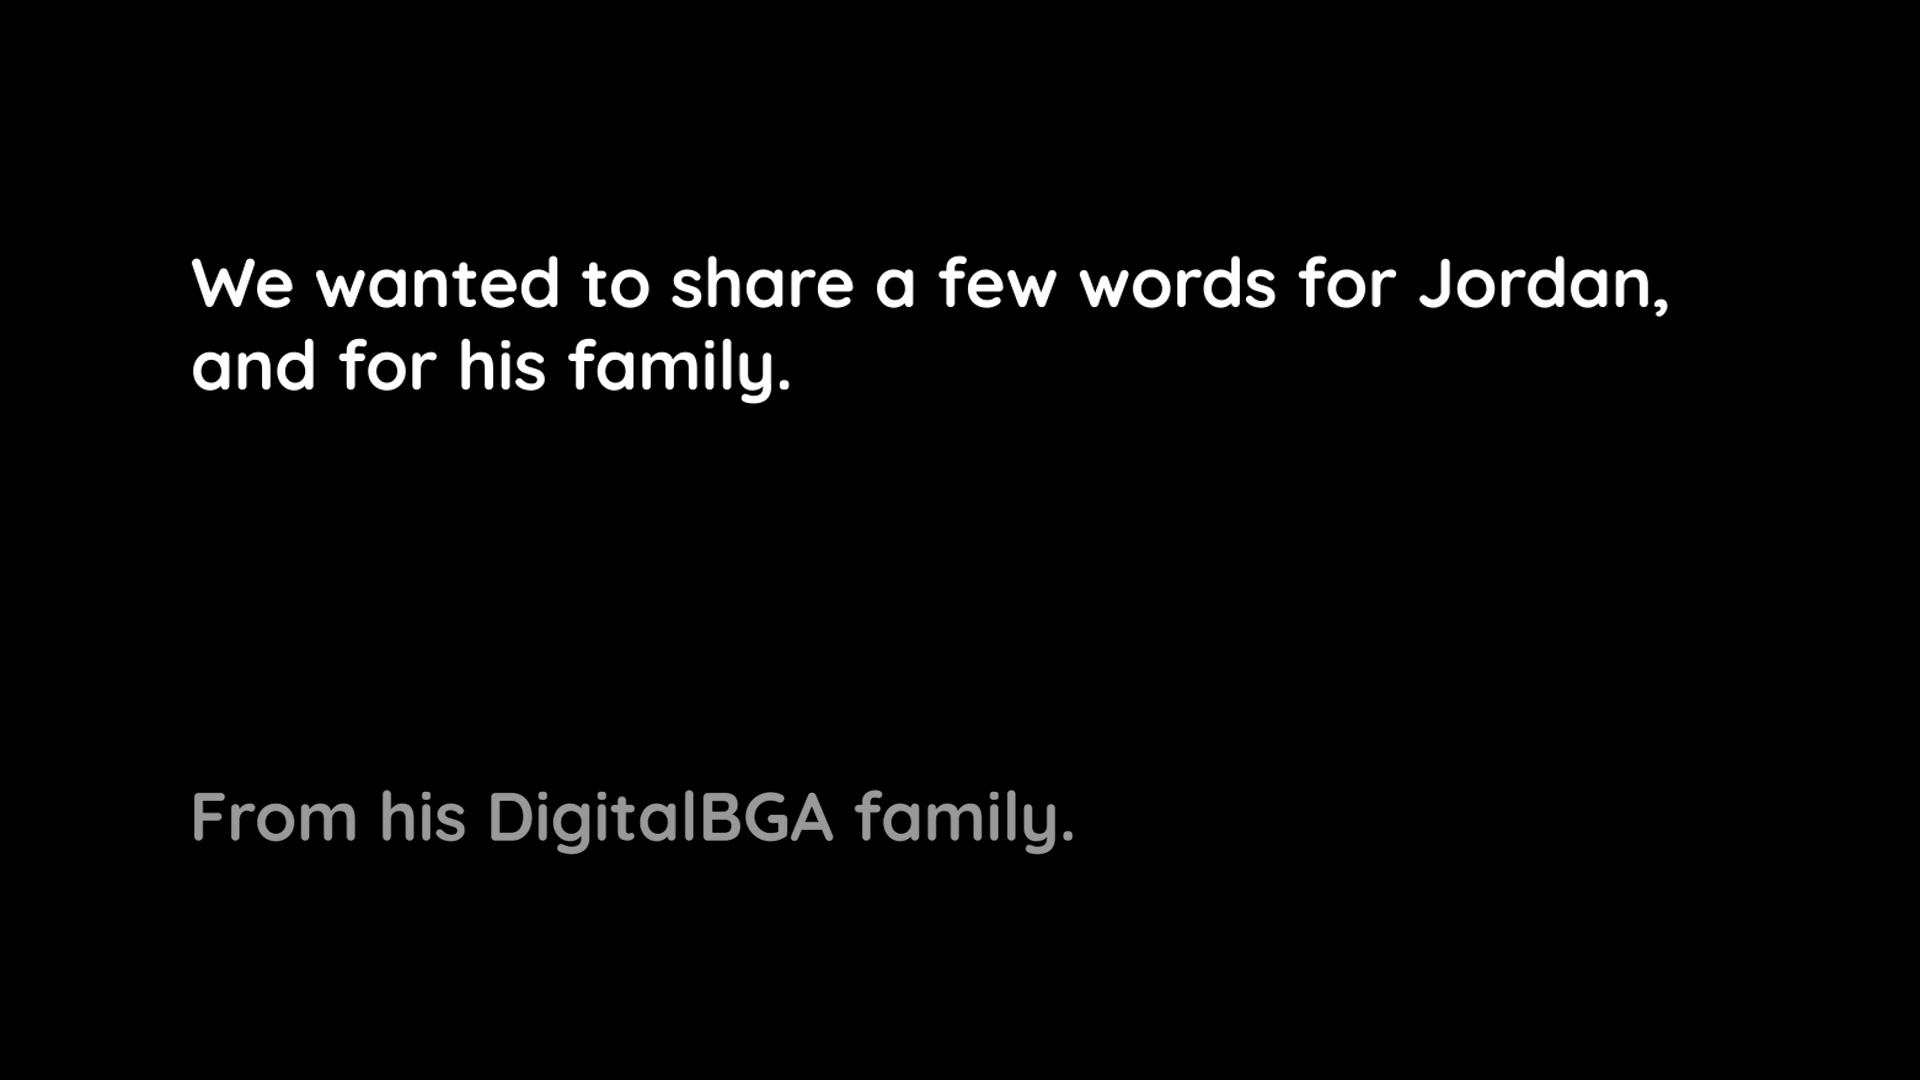 We wanted to share a few words for Jordan,
and for his family.
From his DigitalBGA family.